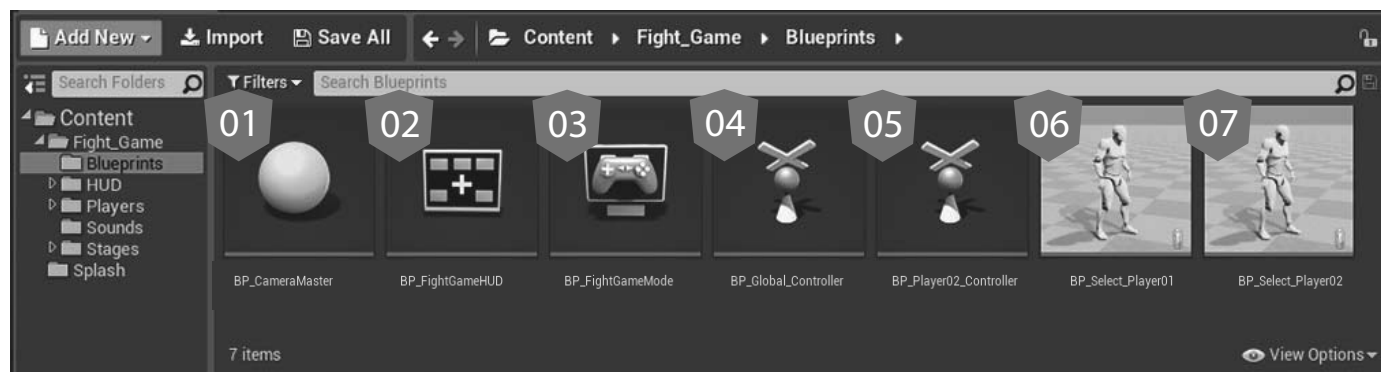 Add New Import Save All Content Fight_Game Blueprints
Search Folders Filters Search Blueprints
Content
Fight_Game
Blueprints
HUD
Players
Sounds
Stages
Splash
01 02 03 04 05 06 07
BP_CameraMaster BP_FightGameHUD BP_FightGameMode BP_Global_Controller BP_Player02_Controller BP_Select_Player01 BP_Select_Player02
7 items View Options